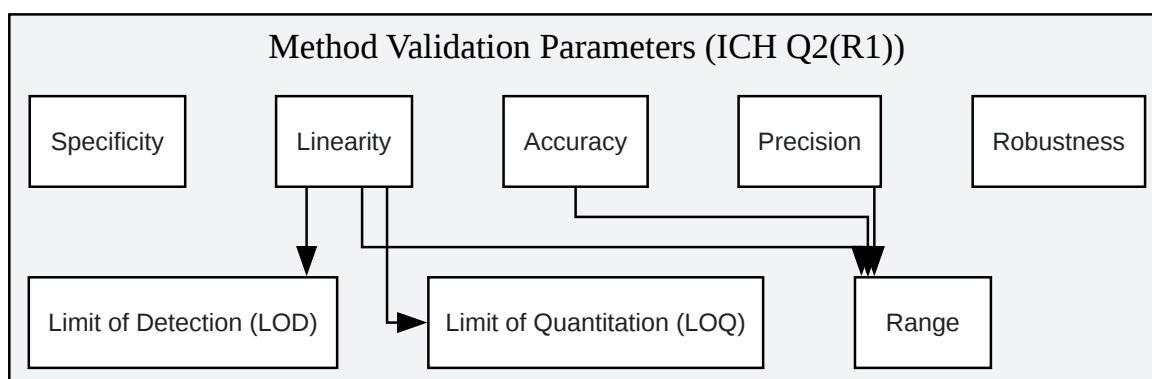 Method Validation Parameters (ICH Q2(R1))
Specificity
Linearity
Accuracy
Precision
Robustness
Limit of Detection (LOD)
Limit of Quantitation (LOQ)
Range